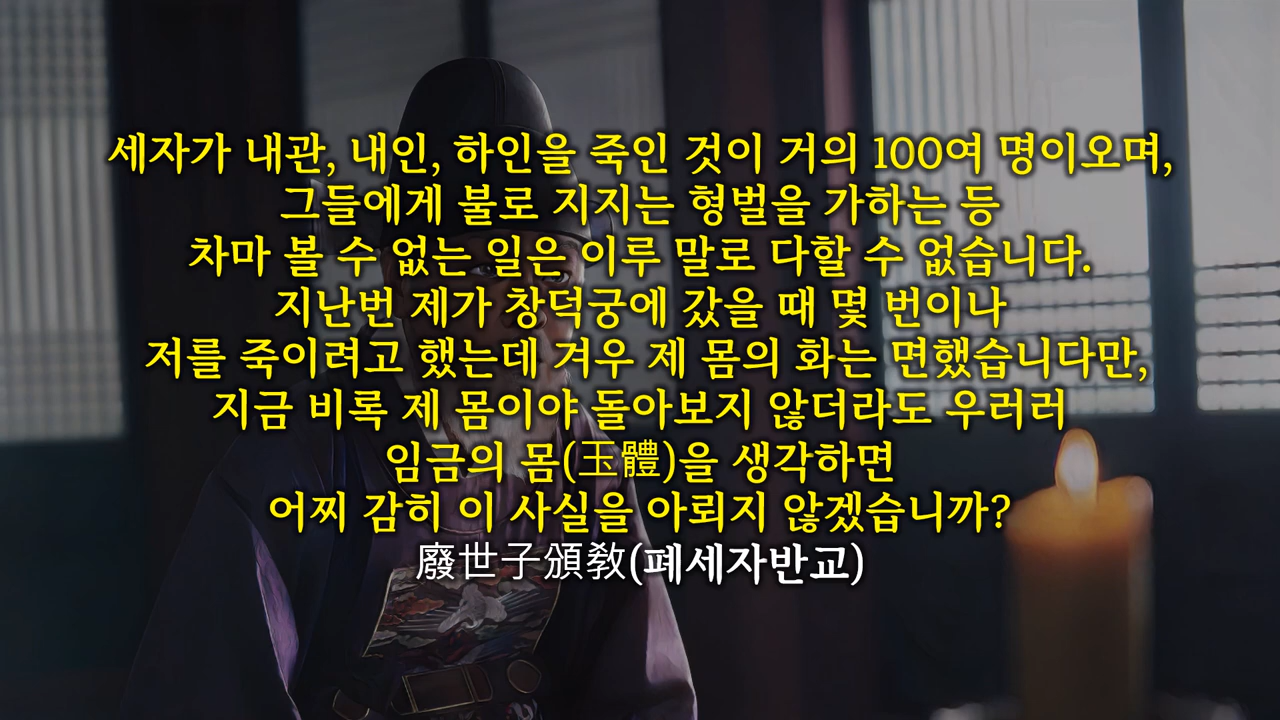 세자가 내관, 내인, 하인을 죽인 것이 거의 100여 명이오며,
그들에게 불로 지지는 형벌을 가하는 등
차마 볼 수 없는 일은 이루 말로 다할 수 없습니다.
지난번 제가 창덕궁에 갔을 때 몇 번이나
저를 죽이려고 했는데 겨우 제 몸의 화는 면했습니다만,
지금 비록 제 몸이야 돌아보지 않더라도 우러러
임금의 몸(玉體)을 생각하면
어찌 감히 이 사실을 아뢰지 않겠습니까?
廢世子頒敎(폐세자반교)